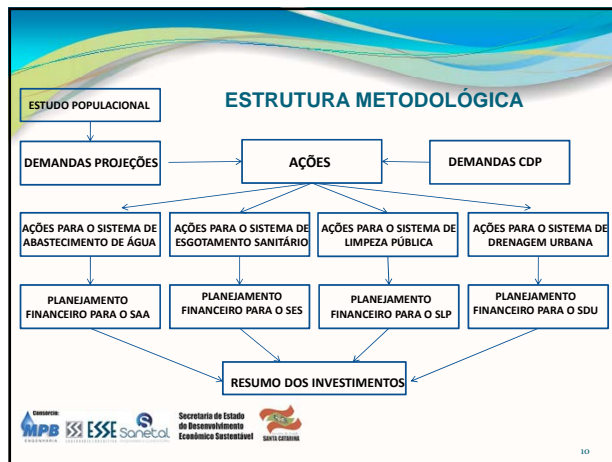 ESTRUTURA METODOLÓGICA
ESTUDO POPULACIONAL
DEMANDAS PROJEÇÕES
AÇÕES
DEMANDAS CDP
AÇÕES PARA O SISTEMA DE
ABASTECIMENTO DE ÁGUA
AÇÕES PARA O SISTEMA DE
ESGOTAMENTO SANITÁRIO
AÇÕES PARA O SISTEMA DE
LIMPEZA PÚBLICA
AÇÕES PARA O SISTEMA DE
DRENAGEM URBANA
PLANEJAMENTO
FINANCEIRO PARA O SAA
PLANEJAMENTO
FINANCEIRO PARA O SES
PLANEJAMENTO
FINANCEIRO PARA O SLP
PLANEJAMENTO
FINANCEIRO PARA O SDU
RESUMO DOS INVESTIMENTOS
Consórcio:
MPB
ENGENHARIA
ESSE
Sanetal
Secretaria de Estado
do Desenvolvimento
Econômico Sustentável
SANTA CATARINA
10